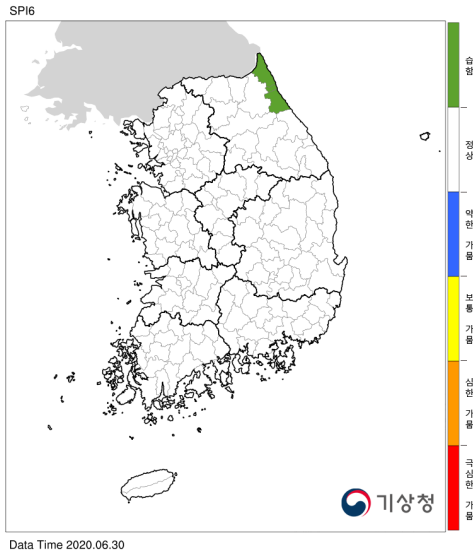 SPI6
습함
정상
약한 가뭄
보통 가뭄
심한 가뭄
극심한 가뭄
기상청
Data Time 2020.06.30